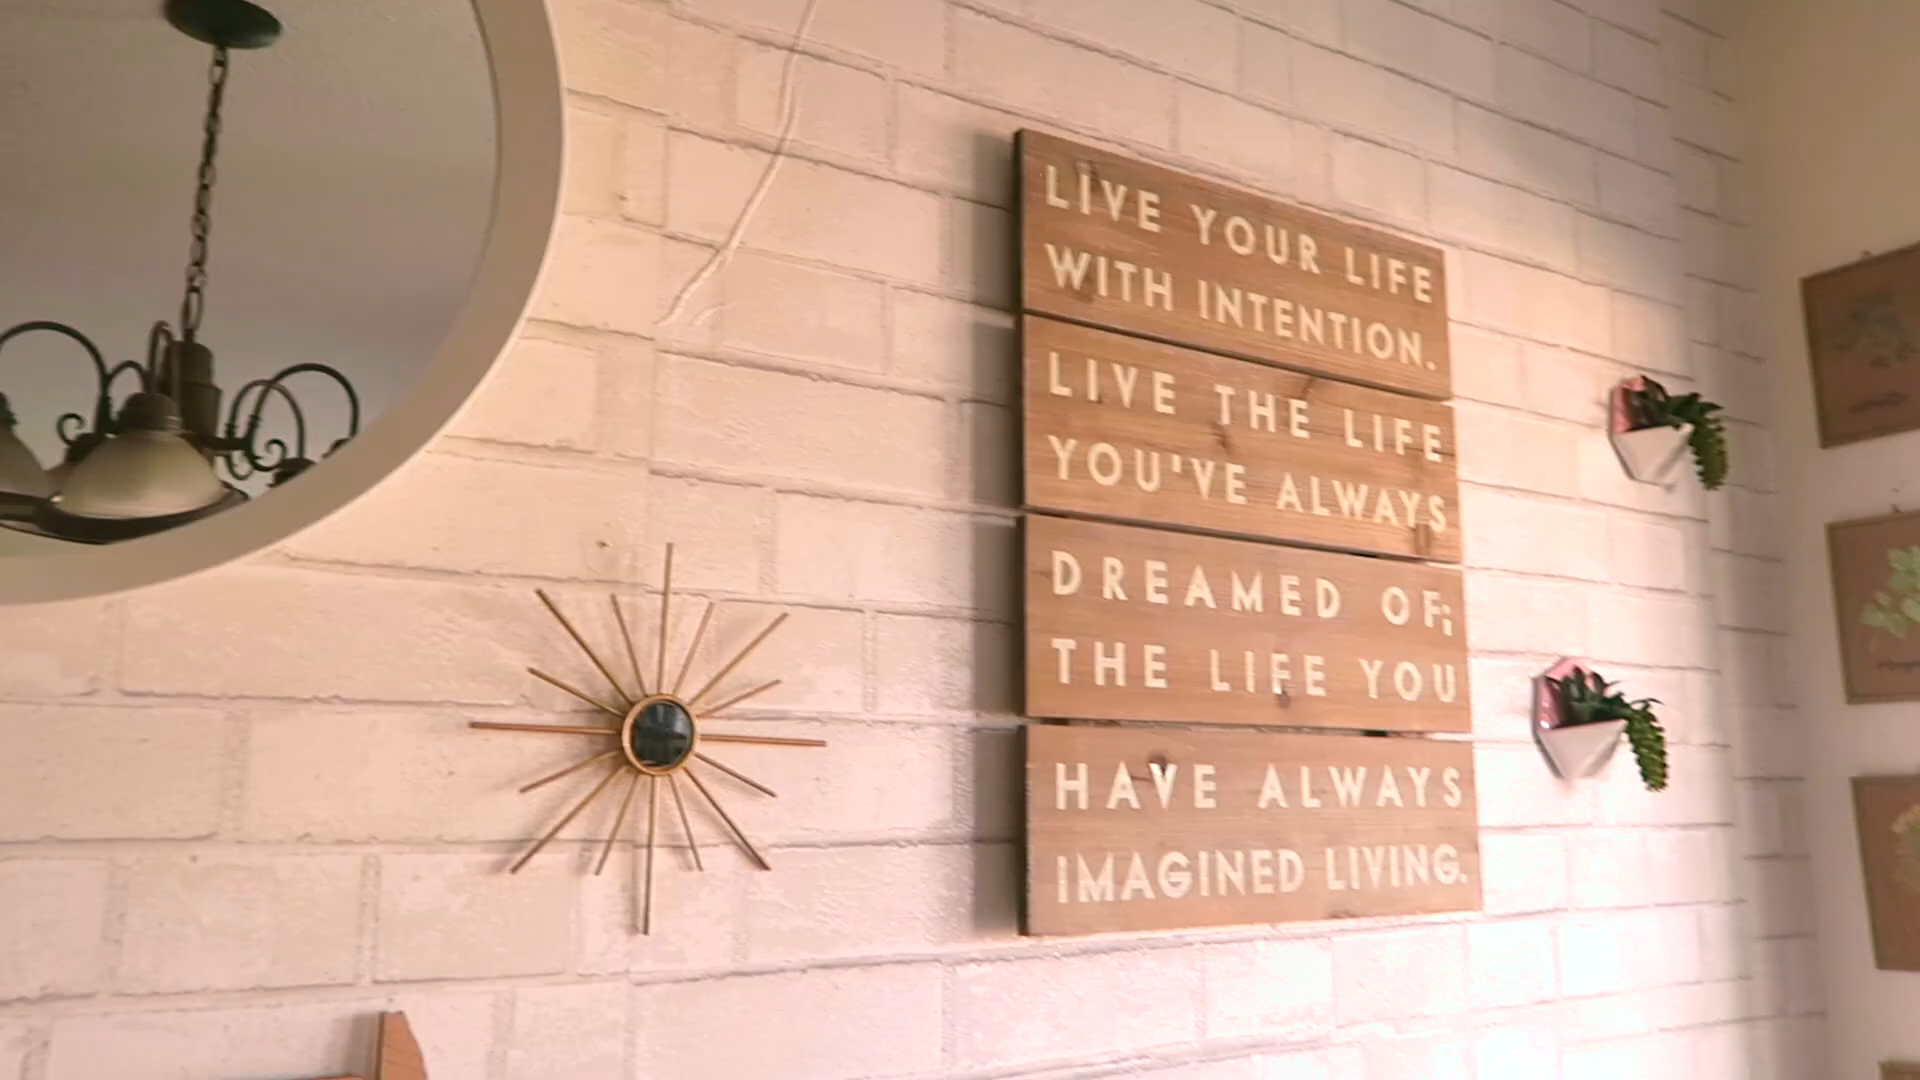 LIVE YOUR LIFE
WITH INTENTION.
LIVE THE LIFE
YOU'VE ALWAYS
DREAMED OF;
THE LIFE YOU
HAVE ALWAYS
IMAGINED LIVING.